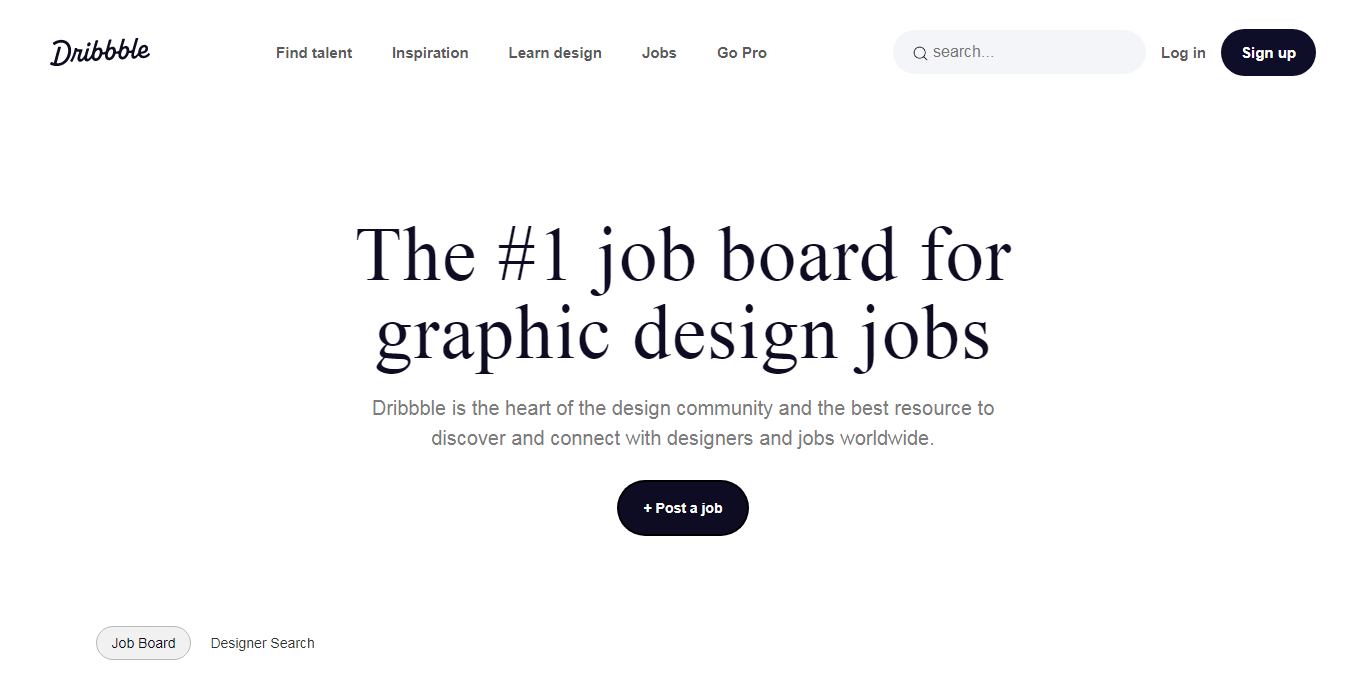 Dribbble
Find talent
Inspiration
Learn design
Jobs
Go Pro
search...
Log in
Sign up
The #1 job board for
graphic design jobs
Dribbble is the heart of the design community and the best resource to
discover and connect with designers and jobs worldwide.
+ Post a job
Job Board
Designer Search